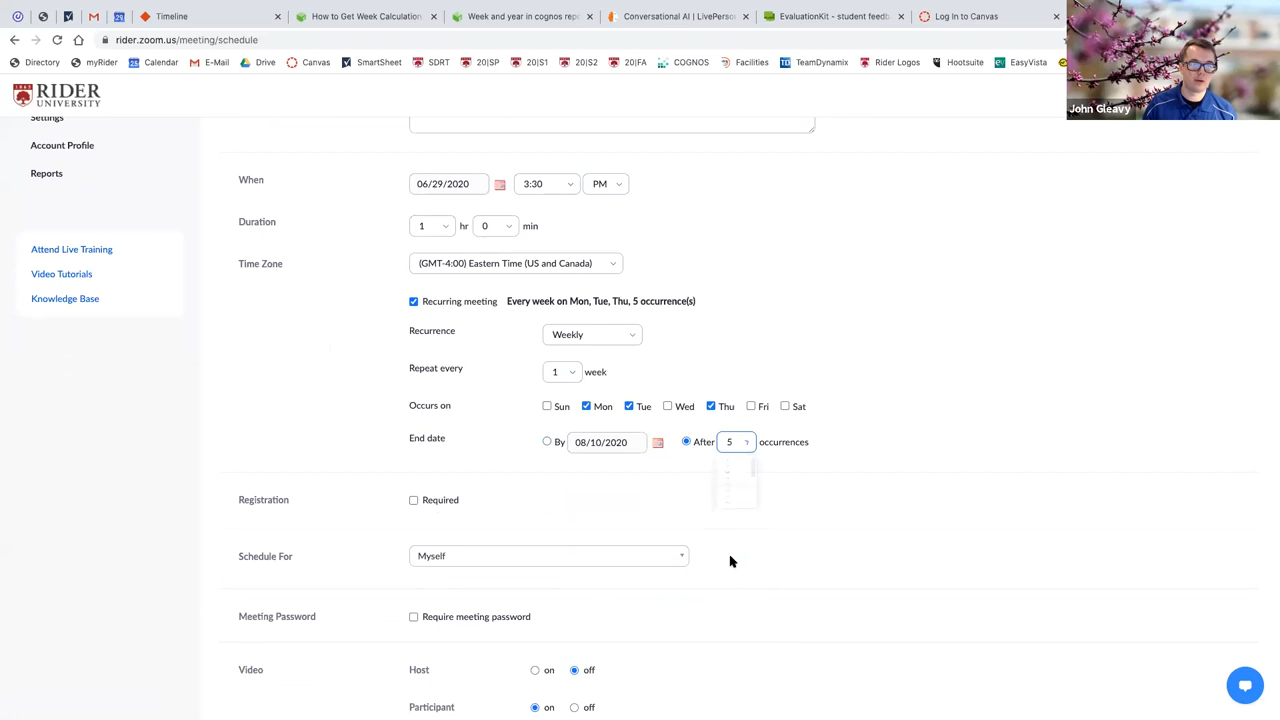 Timeline
How to Get Week Calculation
Week and year in cognos repo
Conversational AI | LivePerson
EvaluationKit - student feedb
Log In to Canvas
rider.zoom.us/meeting/schedule
Directory
myRider
Calendar
E-Mail
Drive
Canvas
SmartSheet
SDRT
20|SP
20|S1
20|S2
20|FA
COGNOS
Facilities
TeamDynamix
Rider Logos
Hootsuite
EasyVista
John Gleavy
RIDER
UNIVERSITY
Settings
Account Profile
Reports
Attend Live Training
Video Tutorials
Knowledge Base
When 06/29/2020 3:30 PM
Duration 1 hr 0 min
Time Zone (GMT-4:00) Eastern Time (US and Canada)
Recurring meeting Every week on Mon, Tue, Thu, 5 occurrence(s)
Recurrence Weekly
Repeat every 1 week
Occurs on Sun Mon Tue Wed Thu Fri Sat
End date By 08/10/2020 After 5 occurrences
Registration Required
Schedule For Myself
Meeting Password Require meeting password
Video Host on off
Participant on off